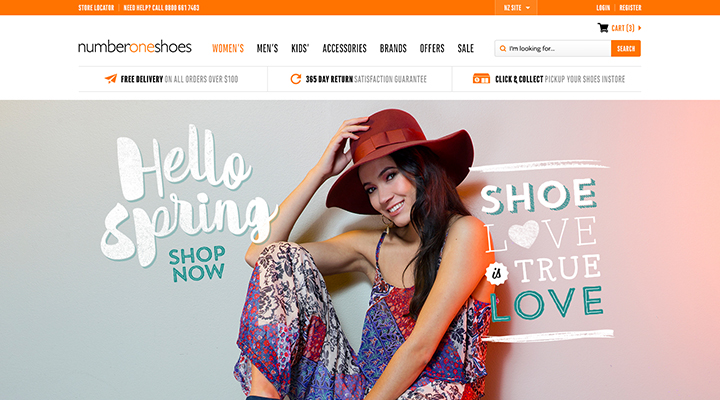 STORE LOCATOR | NEED HELP? CALL 0800 661 7463
NZ SITE
LOGIN | REGISTER
CART (3)
numberoneshoes
WOMEN'S MEN'S KIDS' ACCESSORIES BRANDS OFFERS SALE
I'm looking for...
SEARCH
FREE DELIVERY ON ALL ORDERS OVER $100
365 DAY RETURN SATISFACTION GUARANTEE
CLICK & COLLECT PICKUP YOUR SHOES INSTORE
Hello
Spring
SHOP
NOW
SHOE
LOVE
is TRUE
LOVE